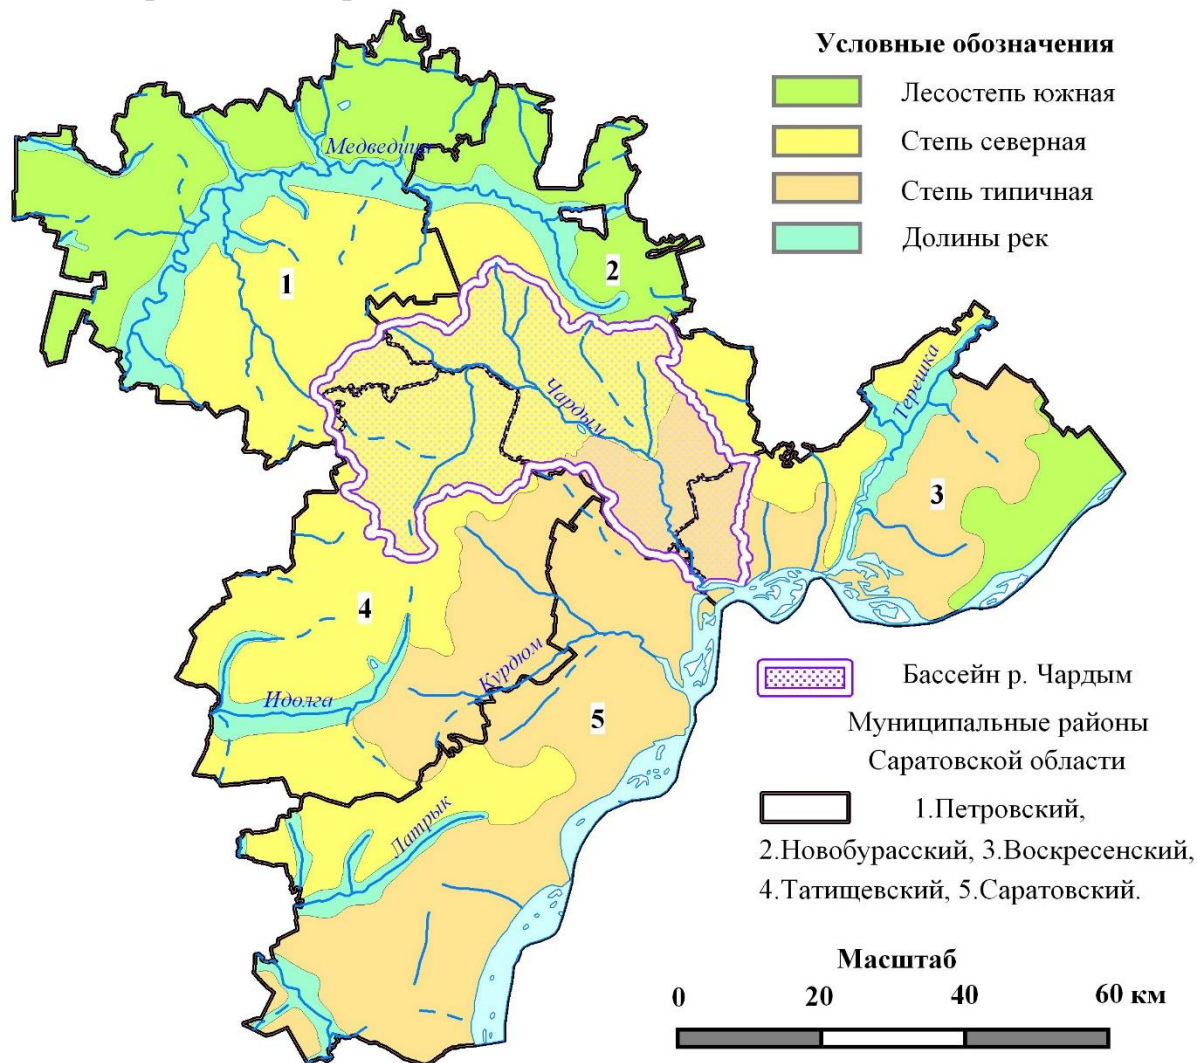 Условные обозначения
Лесостепь южная
Степь северная
Степь типичная
Долины рек
Медведица
1
2
Чардым
Терешка
3
4
Идолга
Курдюм
5
Латрык
Бассейн р. Чардым
Муниципальные районы
Саратовской области
1.Петровский,
2.Новобурасский, 3.Воскресенский,
4.Татищевский, 5.Саратовский.
Масштаб
0 20 40 60 км